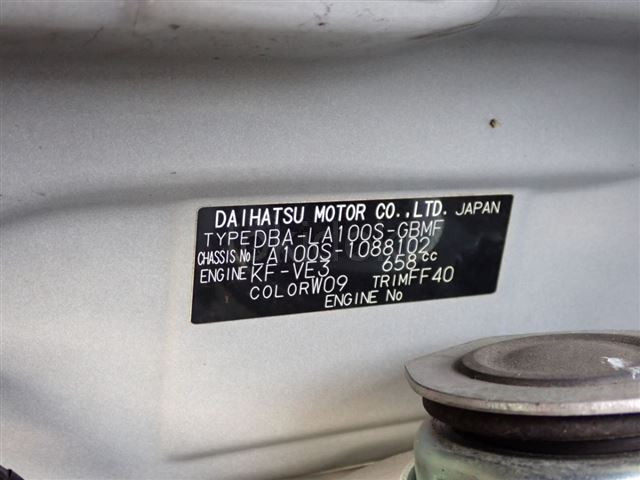 DAIHATSU MOTOR CO.,LTD. JAPAN
TYPE DBA-LA100S-GBMF
CHASSIS No LA100S-1088102
ENGINE KF-VE3 658cc
COLOR W09 TRIM FF40
ENGINE No